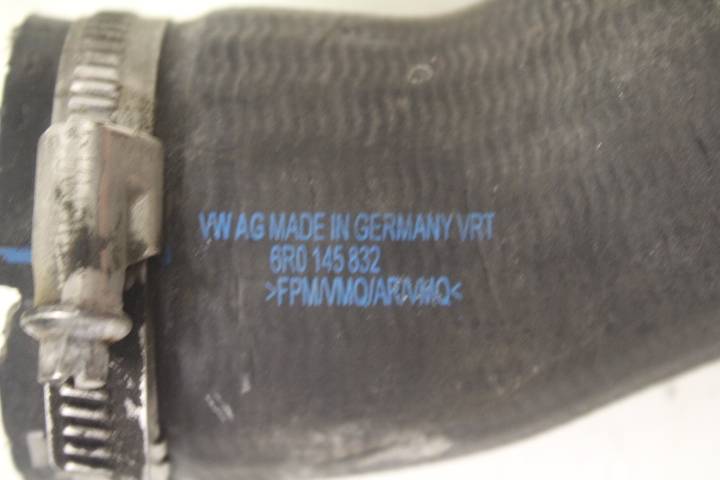 VW AG MADE IN GERMANY VRT
6R0 145 832
>FPM/VMQ/AR/VMQ<